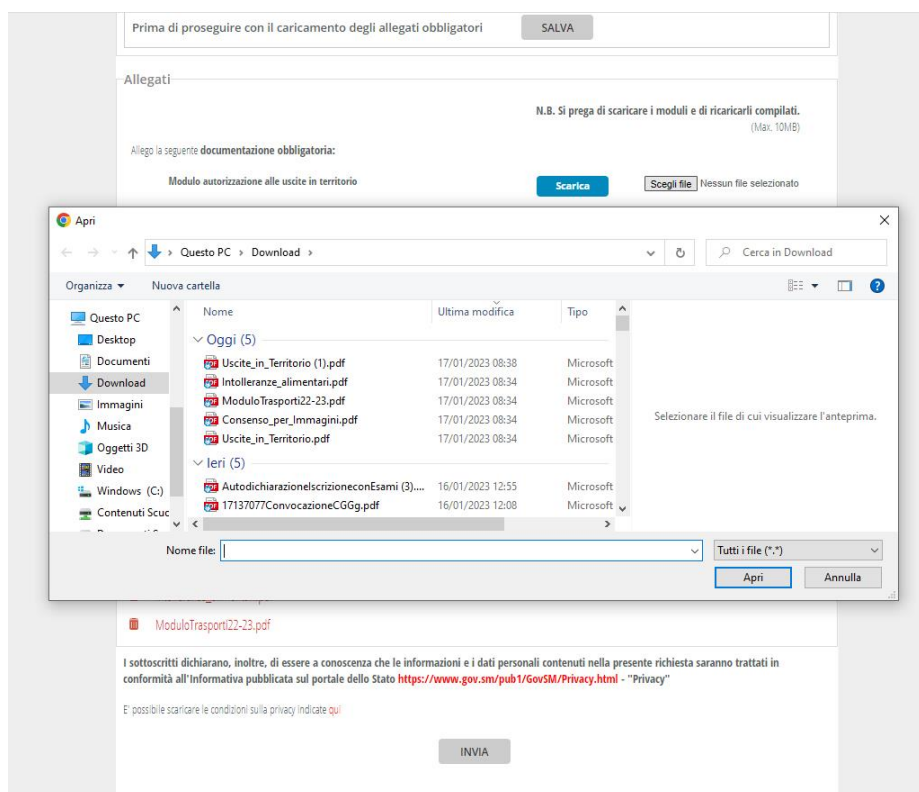 Prima di proseguire con il caricamento degli allegati obbligatori SALVA
Allegati
N.B. Si prega di scaricare i moduli e di ricaricarli compilati.
(Max. 10MB)
Allego la seguente documentazione obbligatoria:
Modulo autorizzazione alle uscite in territorio Scarica Scegli file Nessun file selezionato
Apri
Questo PC > Download > Cerca in Download
Organizza Nuova cartella
Nome Ultima modifica Tipo
Questo PC
Desktop
Documenti
Download
Immagini
Musica
Oggetti 3D
Video
Windows (C:)
Contenuti Scuc
Oggi (5)
Uscite_in_Territorio (1).pdf 17/01/2023 08:38 Microsoft
Intolleranze_alimentari.pdf 17/01/2023 08:34 Microsoft
ModuloTrasporti22-23.pdf 17/01/2023 08:34 Microsoft
Consenso_per_Immagini.pdf 17/01/2023 08:34 Microsoft
Uscite_in_Territorio.pdf 17/01/2023 08:34 Microsoft
Ieri (5)
AutodichiarazioneIscrizioneconEsami (3).... 16/01/2023 12:55 Microsoft
17137077ConvocazioneCGGg.pdf 16/01/2023 12:08 Microsoft
Selezionare il file di cui visualizzare l'anteprima.
Nome file: Tutti i file (*.*)
Apri Annulla
ModuloTrasporti22-23.pdf
I sottoscritti dichiarano, inoltre, di essere a conoscenza che le informazioni e i dati personali contenuti nella presente richiesta saranno trattati in
conformità all'Informativa pubblicata sul portale dello Stato https://www.gov.sm/pub1/GovSM/Privacy.html - "Privacy"
E' possibile scaricare le condizioni sulla privacy indicate qui
INVIA